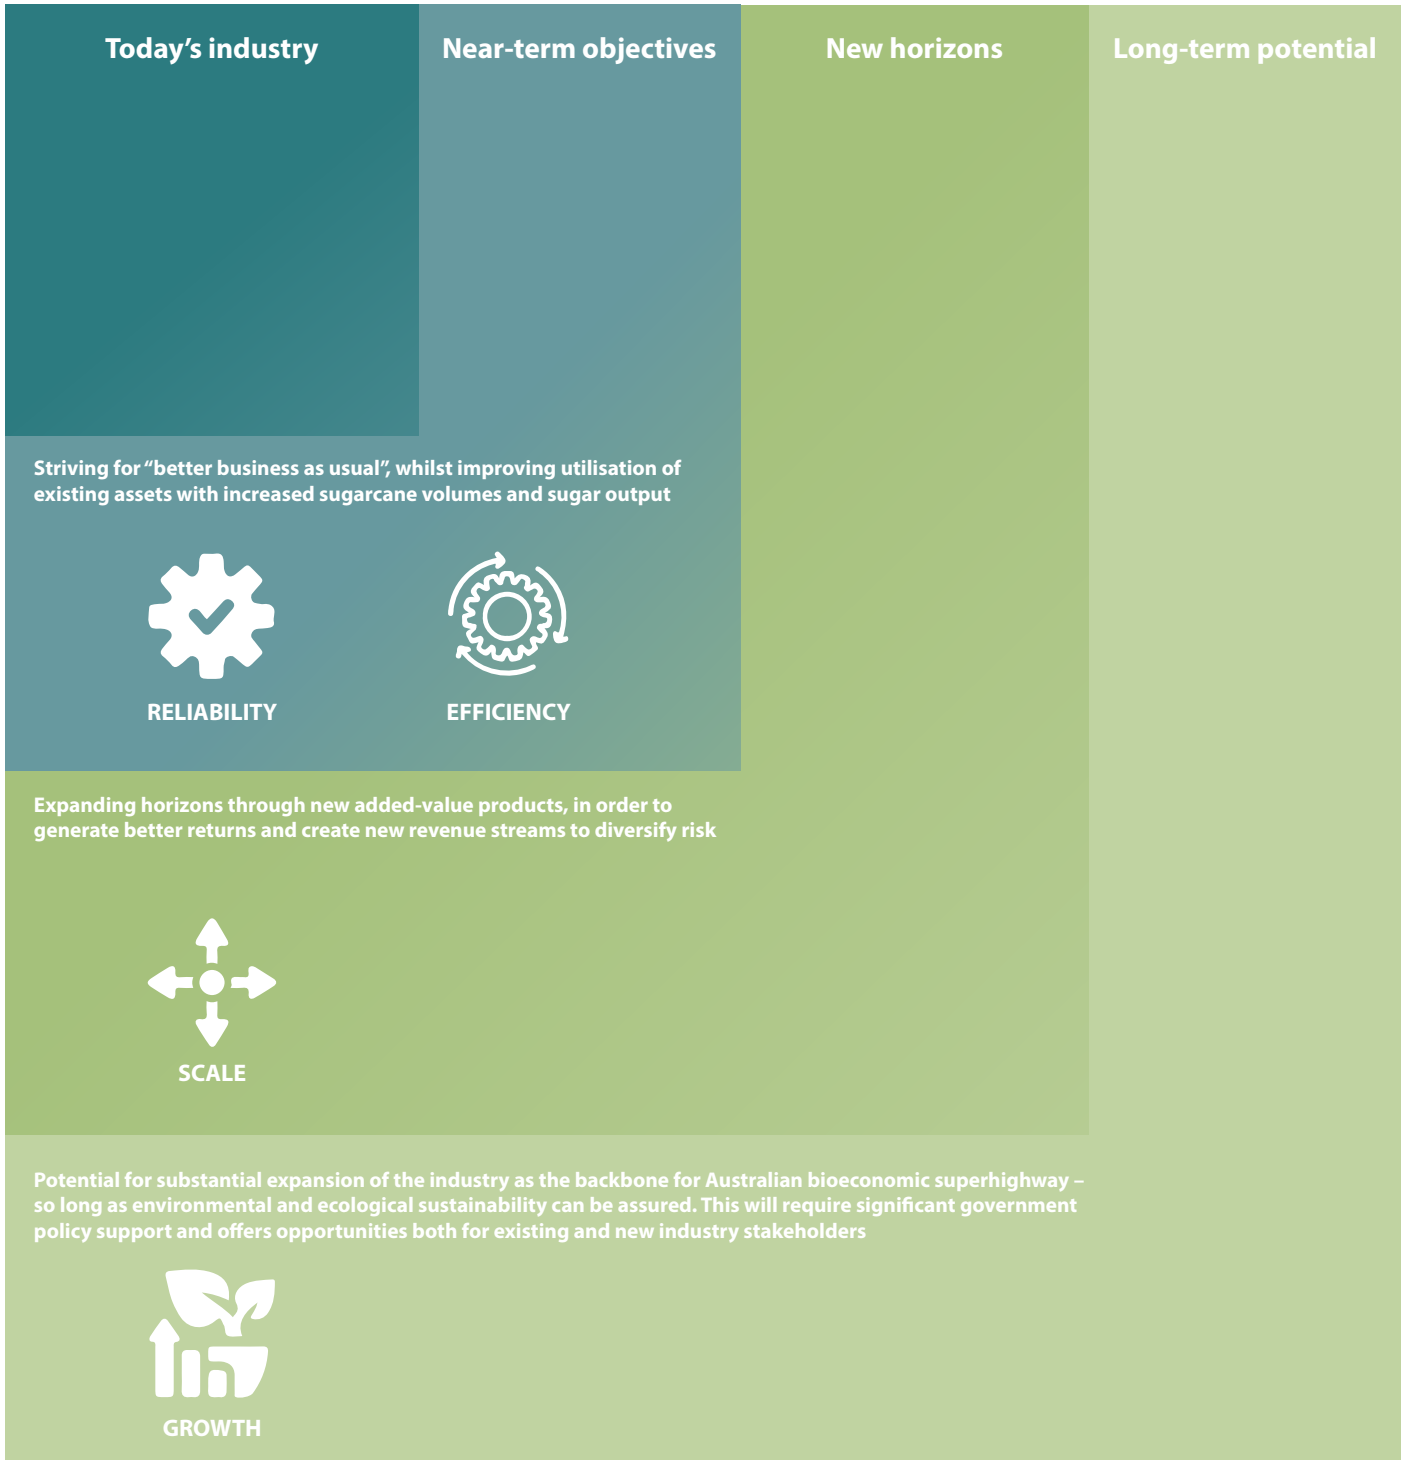 Today’s industry
Near-term objectives
New horizons
Long-term potential
Striving for “better business as usual”, whilst improving utilisation of
existing assets with increased sugarcane volumes and sugar output
RELIABILITY
EFFICIENCY
Expanding horizons through new added-value products, in order to
generate better returns and create new revenue streams to diversify risk
SCALE
Potential for substantial expansion of the industry as the backbone for Australian bioeconomic superhighway –
so long as environmental and ecological sustainability can be assured. This will require significant government
policy support and offers opportunities both for existing and new industry stakeholders
GROWTH